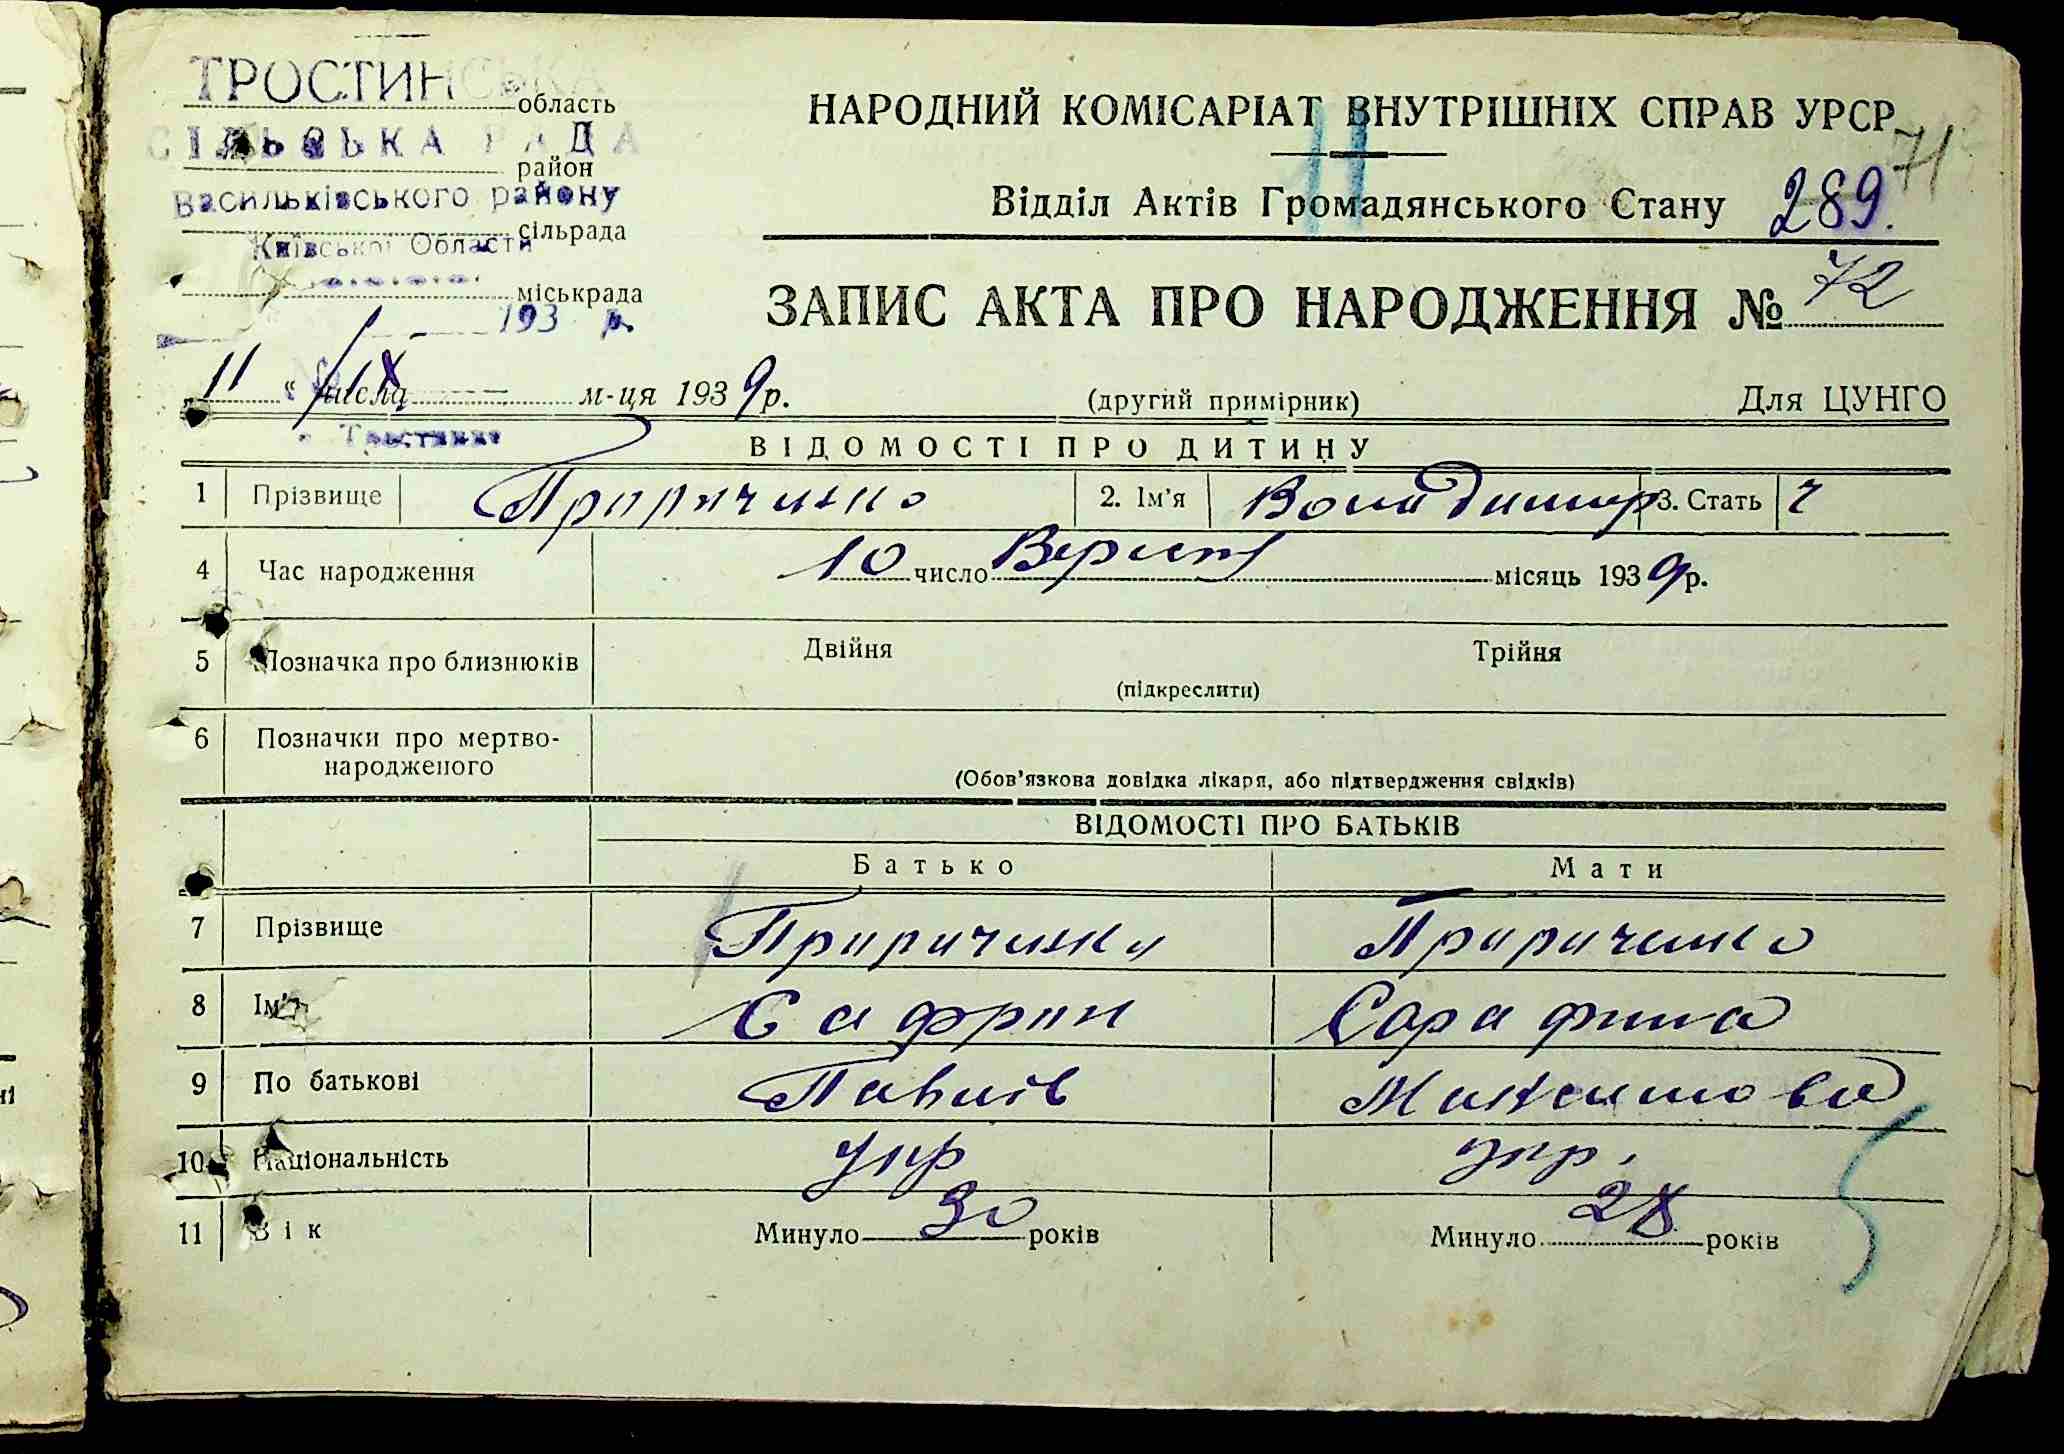 ТРОСТИНСЬКА
область
СІЛЬСЬКА РАДА
район
Васильківського району
сільрада
Київської Области
міськрада
193 р.
11 " числа ІХ м-ця 1939 р.
НАРОДНИЙ КОМІСАРІАТ ВНУТРІШНІХ СПРАВ УРСР
71
Відділ Актів Громадянського Стану 289.
ЗАПИС АКТА ПРО НАРОДЖЕННЯ № 72
(другий примірник) Для ЦУНГО
ВІДОМОСТІ ПРО ДИТИНУ
1 Прізвище 2. Ім'я Володимир 3. Стать ч
4 Час народження 10 число Верест місяць 1939 р.
5 Позначка про близнюків Двійня Трійня
(підкреслити)
6 Позначки про мертво-
народженого
(Обов'язкова довідка лікаря, або підтвердження свідків)
ВІДОМОСТІ ПРО БАТЬКІВ
Батько Мати
7 Прізвище
8 Ім'я Сафрон Сарафина
9 По батькові Павлів Максимова
10 Національність укр укр.
11 Вік Минуло 30 років Минуло 28 років